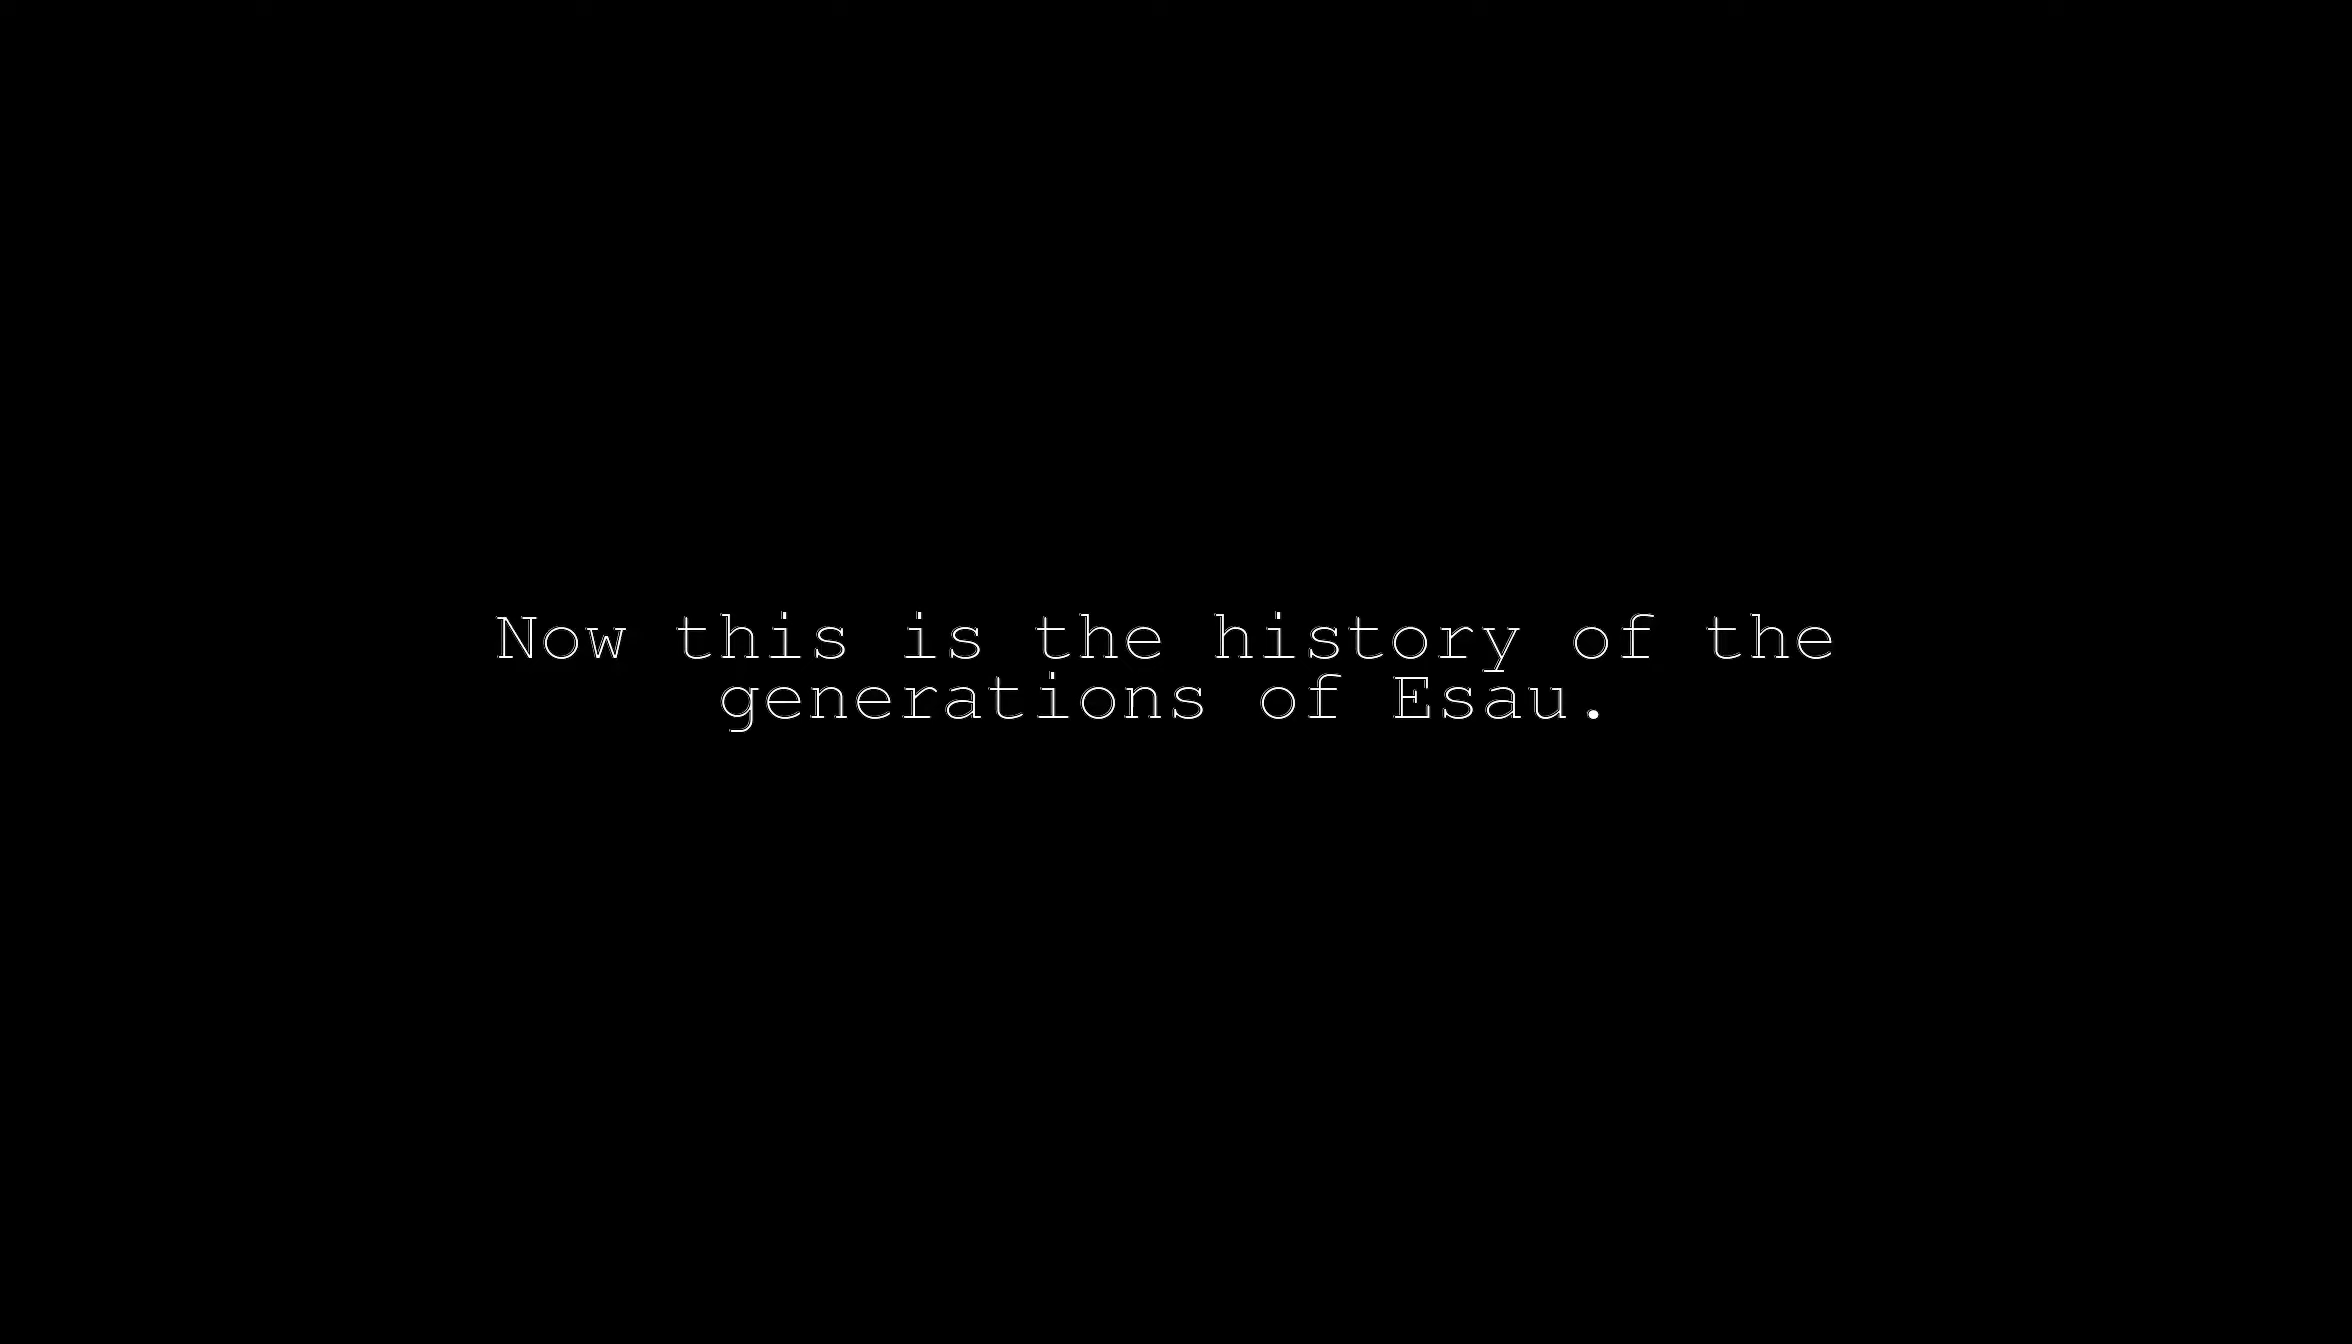 Now this is the history of the
generations of Esau.